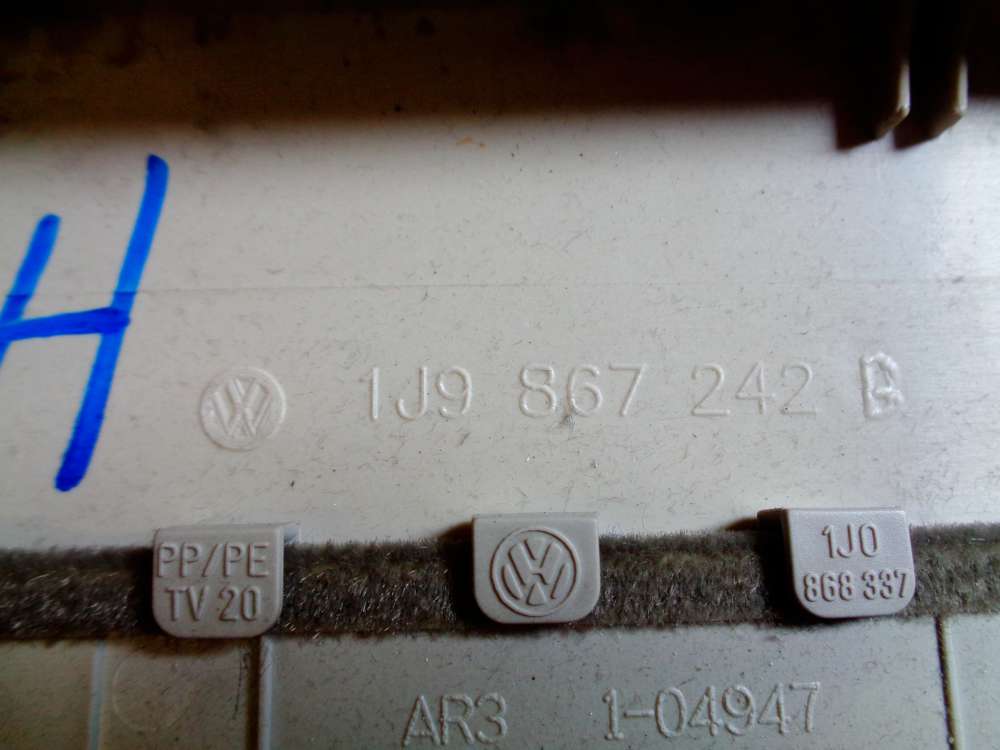 H
1J9 867 242
PP/PE
TV 20
1J0
868 337
AR3 1-04947